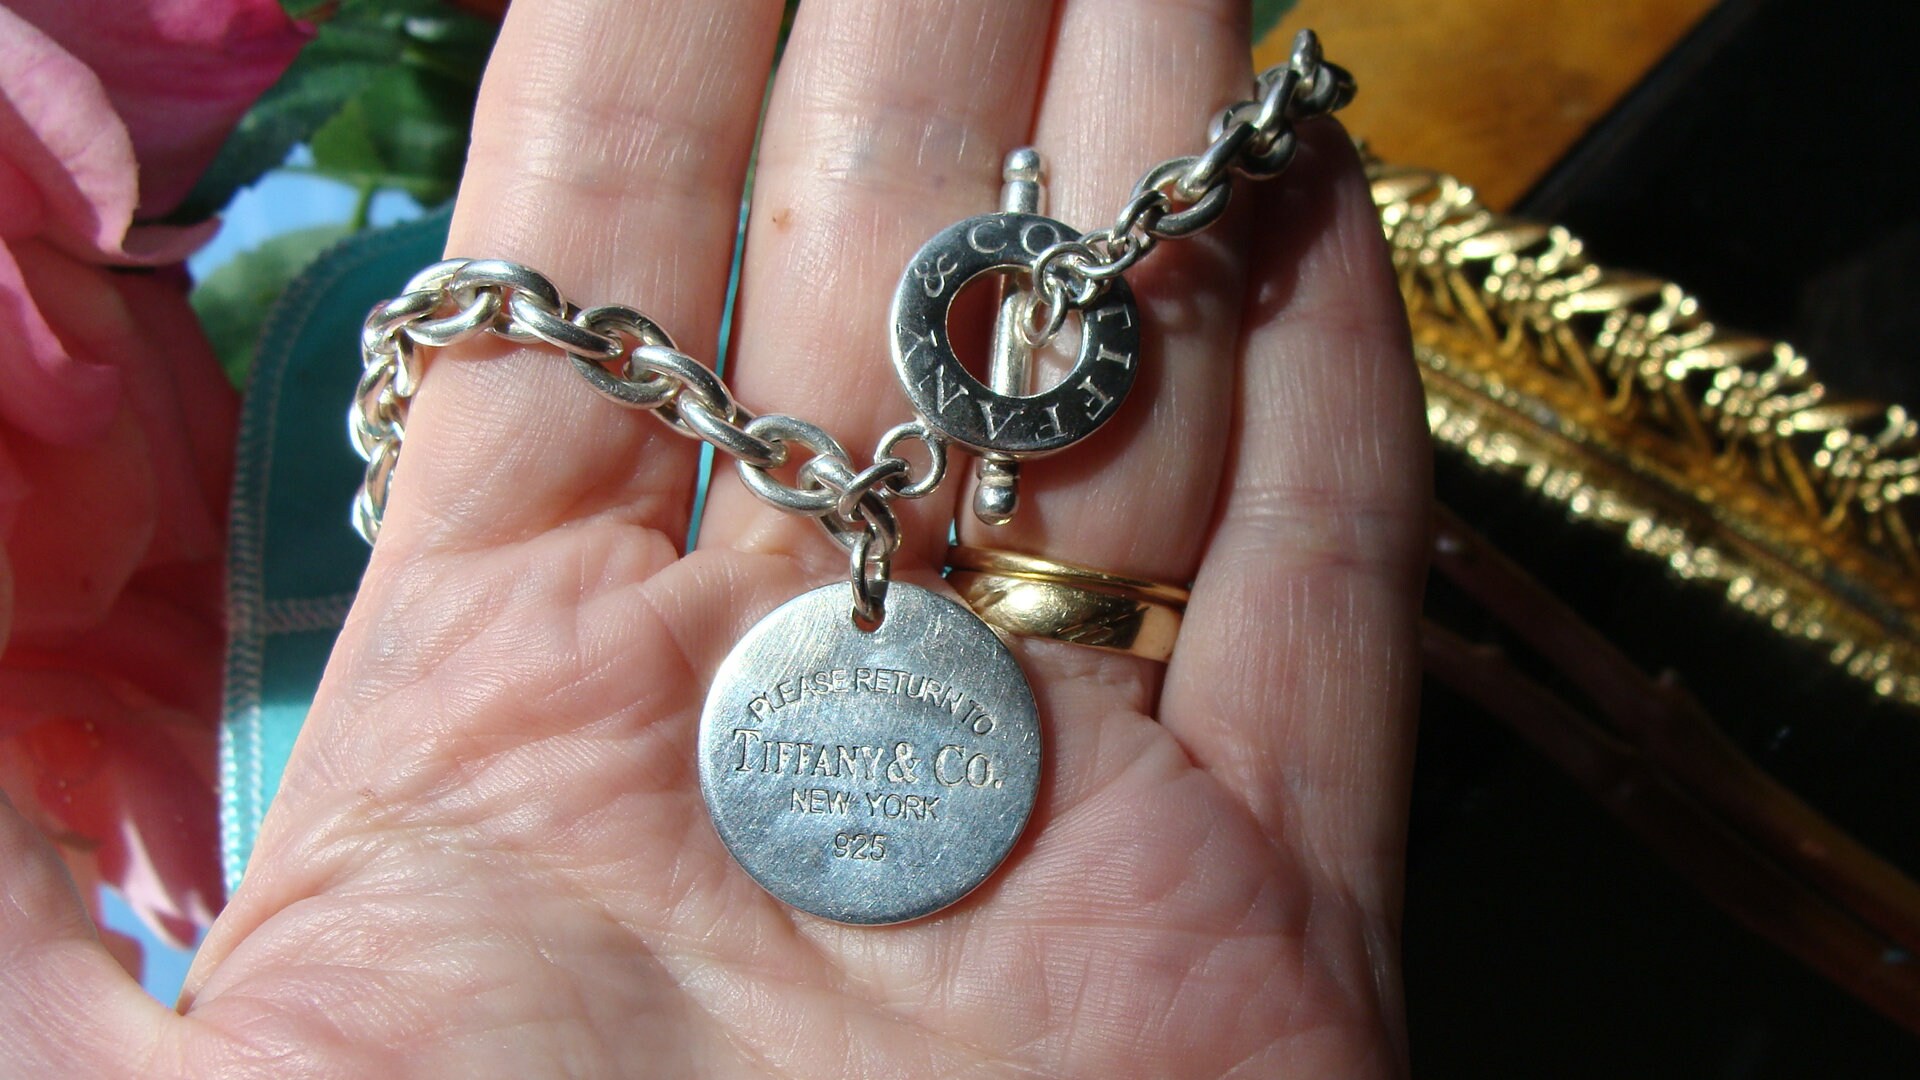 TIFFANY & CO
PLEASE RETURN TO
TIFFANY & CO.
NEW YORK
925